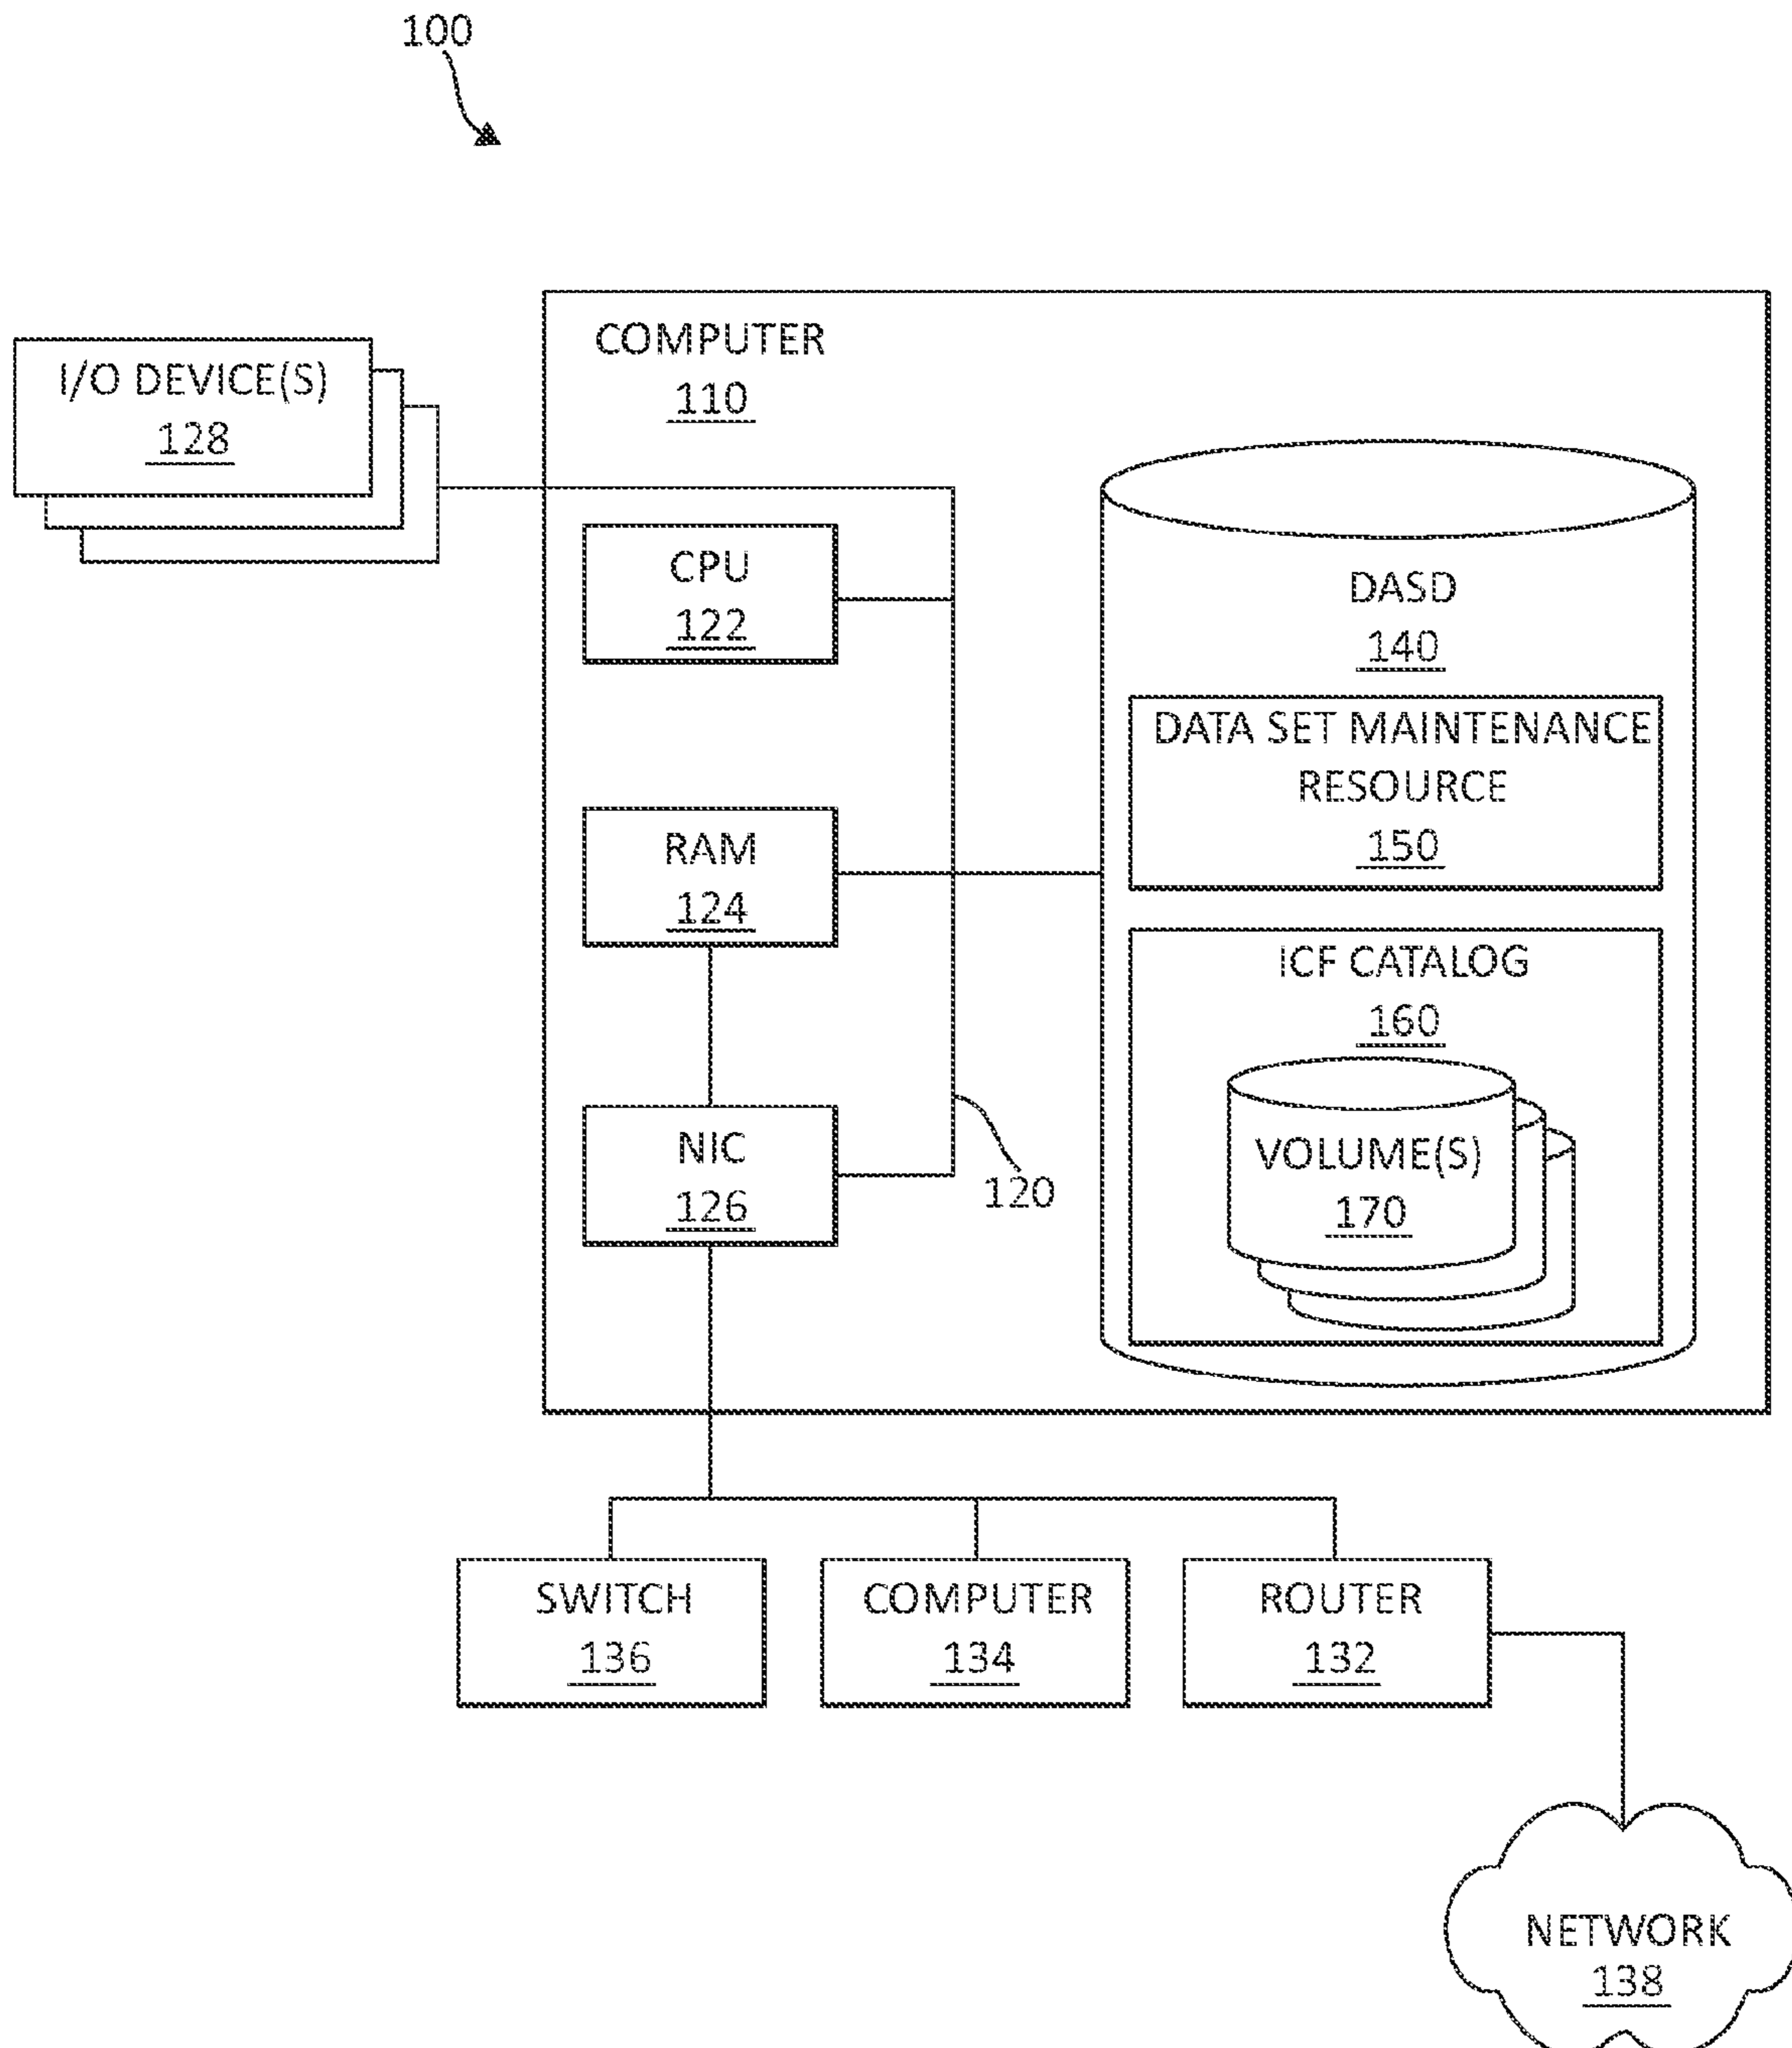 100
COMPUTER
110
I/O DEVICE(S)
128
CPU
122
DASD
140
DATA SET MAINTENANCE
RESOURCE
150
RAM
124
ICF CATALOG
160
NIC
126
120
VOLUME(S)
170
SWITCH
136
COMPUTER
134
ROUTER
132
NETWORK
138